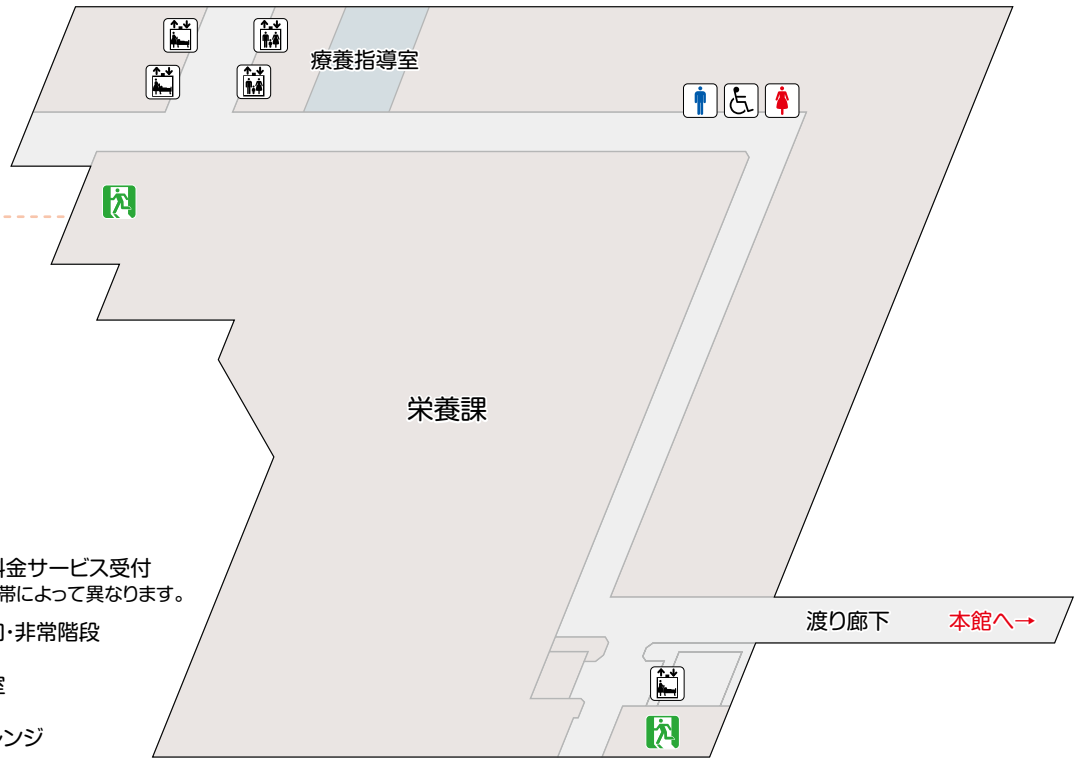 療養指導室
栄養課
金サービス受付
帯によって異なります。
・非常階段
室
ンジ
渡り廊下 本館へ→